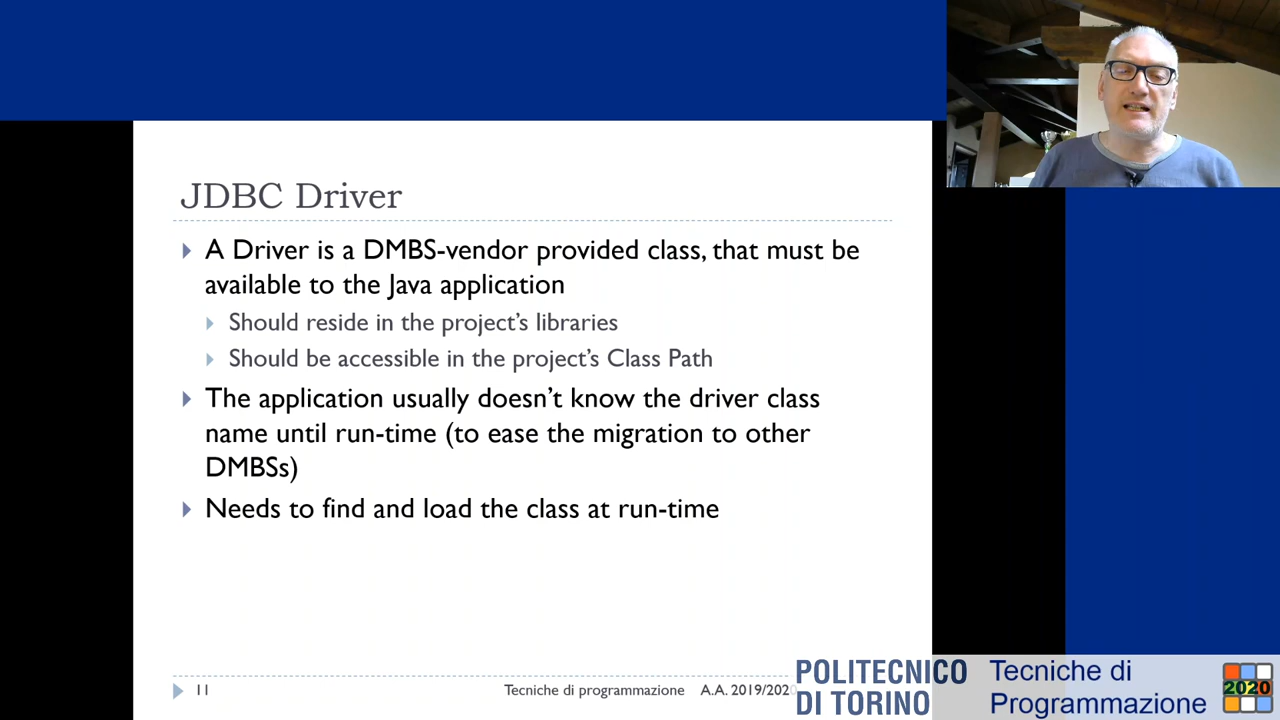 JDBC Driver
A Driver is a DMBS-vendor provided class, that must be
available to the Java application
Should reside in the project's libraries
Should be accessible in the project's Class Path
The application usually doesn't know the driver class
name until run-time (to ease the migration to other
DMBSs)
Needs to find and load the class at run-time
11
Tecniche di programmazione A.A. 2019/2020
POLITECNICO
DI TORINO
Tecniche di
Programmazione
2020